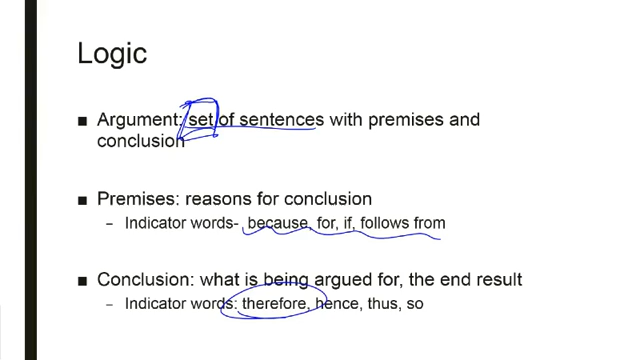 Logic
■ Argument: set of sentences with premises and
conclusion
■ Premises: reasons for conclusion
– Indicator words- because, for, if, follows from
■ Conclusion: what is being argued for, the end result
– Indicator words: therefore, hence, thus, so